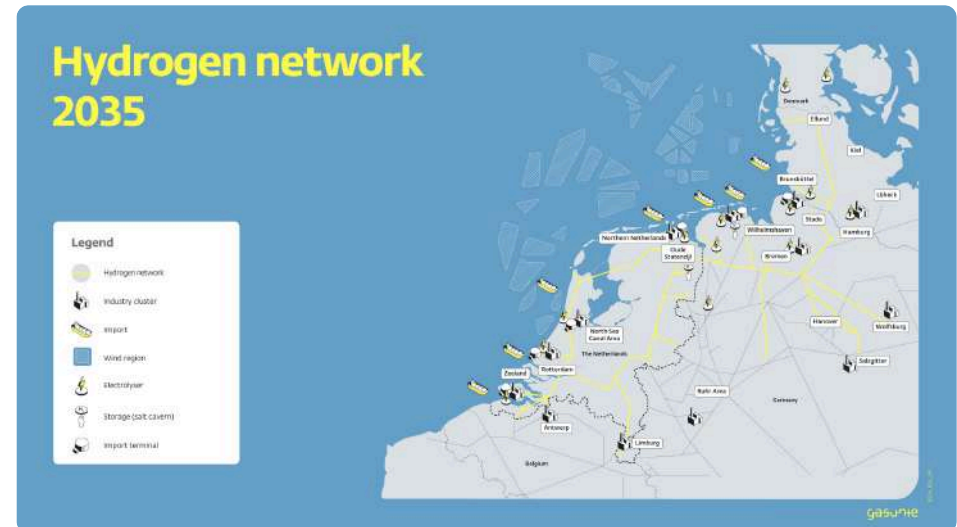 Hydrogen network
2035
Legend
Hydrogen network
Industry cluster
Import
Wind region
Electrolyser
Storage (salt cavern)
Import terminal
Denmark
Ellund
Kiel
Brunsbüttel
Lübeck
Stade
Hamburg
Wilhelmshaven
Northern Netherlands
Oude
Statenzijl
Bremen
Hanover
Wolfsburg
North Sea
Canal Area
The Netherlands
Salzgitter
Zeeland
Rotterdam
Ruhr Area
Germany
Antwerp
Limburg
Belgium
gasunie